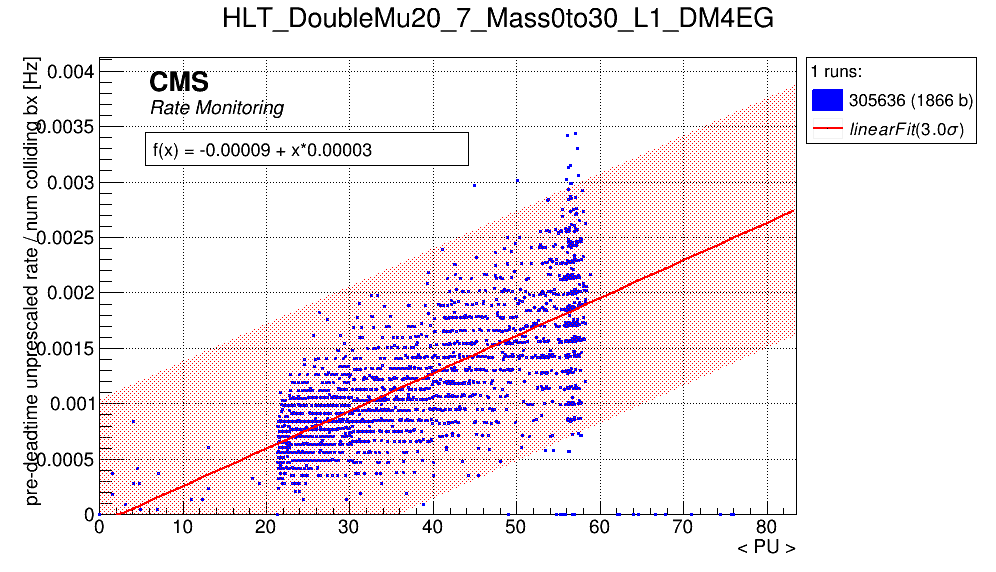 HLT_DoubleMu20_7_Mass0to30_L1_DM4EG
pre-deadtime unprescaled rate / num colliding bx [Hz]
0.004
0.0035
0.003
0.0025
0.002
0.0015
0.001
0.0005
0
CMS
Rate Monitoring
f(x) = -0.00009 + x*0.00003
1 runs:
305636 (1866 b)
linearFit(3.0σ)
0 10 20 30 40 50 60 70 80
< PU >